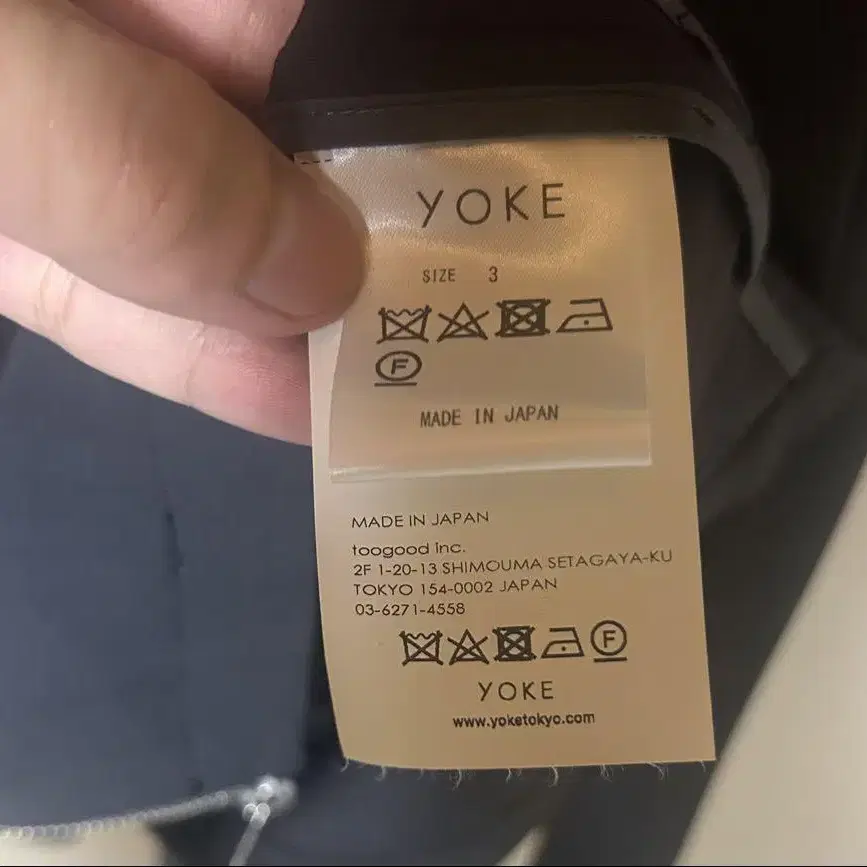 YOKE
SIZE 3
F
MADE IN JAPAN
MADE IN JAPAN
toogood inc.
2F 1-20-13 SHIMOUMA SETAGAYA-KU
TOKYO 154-0002 JAPAN
03-6271-4558
F
YOKE
www.yoketokyo.com